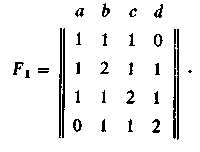 a b c d
1 1 1 0
F₁ = 1 2 1 1 .
1 1 2 1
0 1 1 2